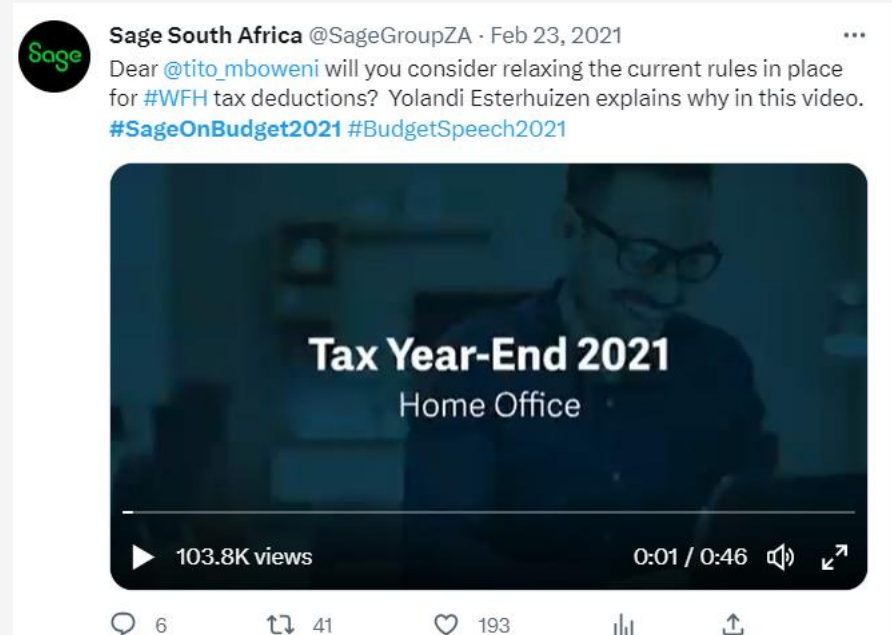 Sage
Sage South Africa @SageGroupZA · Feb 23, 2021
Dear @tito_mboweni will you consider relaxing the current rules in place
for #WFH tax deductions? Yolandi Esterhuizen explains why in this video.
#SageOnBudget2021 #BudgetSpeech2021
Tax Year-End 2021
Home Office
103.8K views 0:01 / 0:46
6 41 193